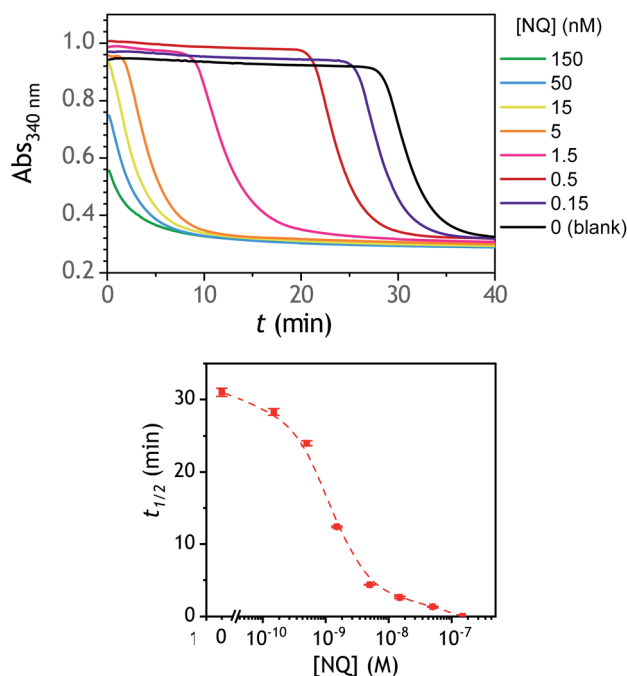 [NQ] (nM)
150
50
15
5
1.5
0.5
0.15
0 (blank)
1.0
0.8
0.6
0.4
0.2
Abs340 nm
0 10 20 30 40
t (min)
30
20
10
0
t1/2 (min)
1 0 10⁻¹⁰ 10⁻⁹ 10⁻⁸ 10⁻⁷
[NQ] (M)